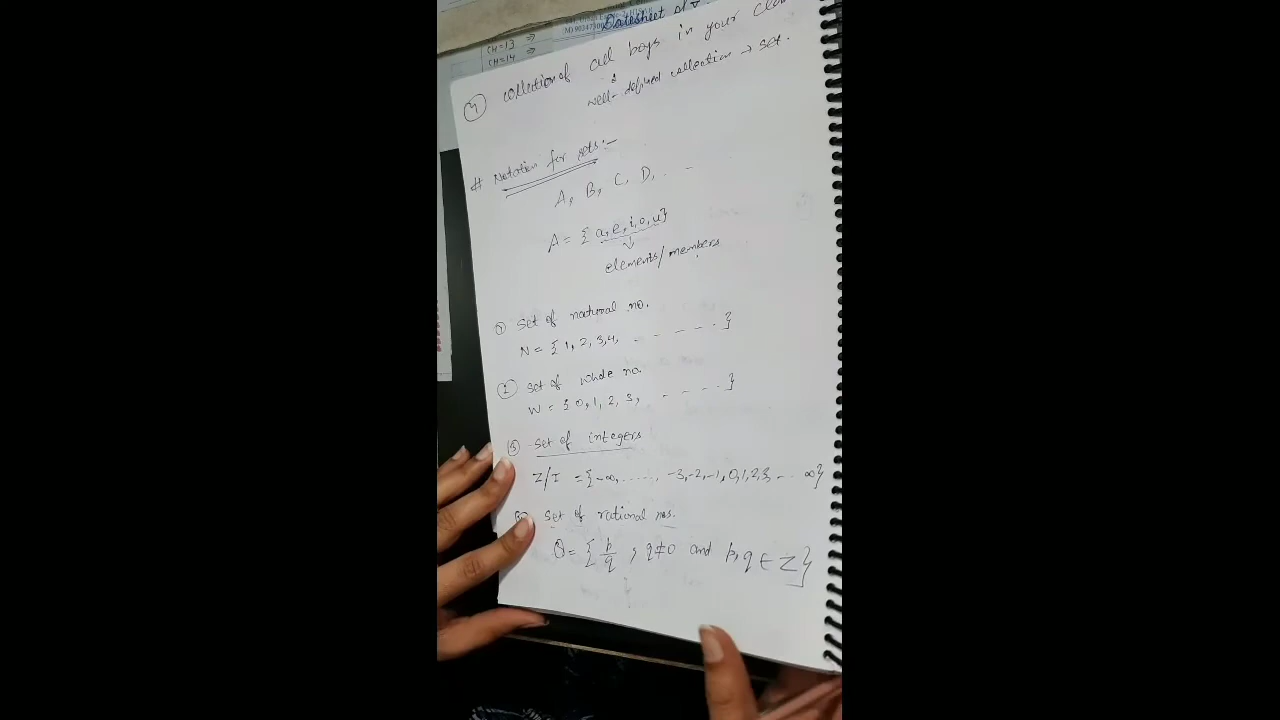 CH=13 ⇒
CH=14 ⇒
Datesheet of
④ collection of all boys in your
well-defined collection → set.
# Notation for sets:-
A, B, C, D, . - -
A = { a, e, i, o, u }
↓
elements/members
① Set of natural no.
N = { 1, 2, 3, 4, - - - - - . }
② Set of whole no.
W = { 0, 1, 2, 3, - - - . . }
③ Set of integers
Z/I = { -∞, ......, -3, -2, -1, 0, 1, 2, 3, -.. ∞ }
Set of rational nos.
Q = { p/q , q≠0 and p, q ∈ Z }